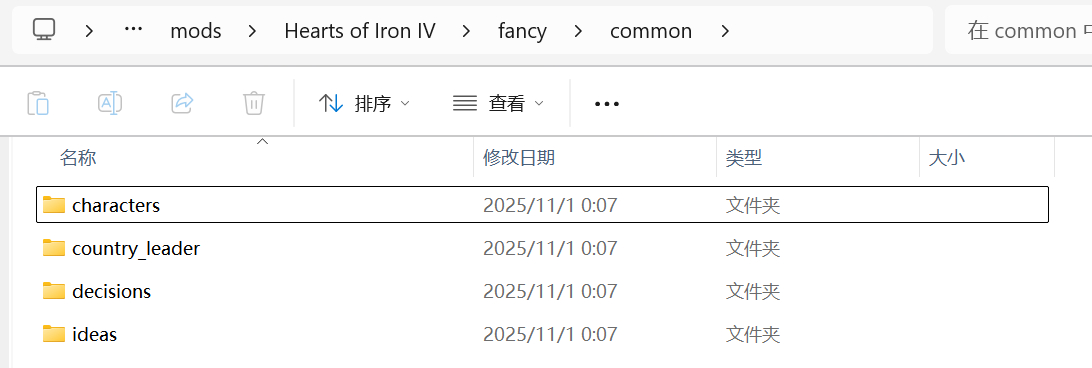 ··· mods Hearts of Iron IV fancy common 在 common 中
排序 查看 ···
名称 修改日期 类型 大小
characters 2025/11/1 0:07 文件夹
country_leader 2025/11/1 0:07 文件夹
decisions 2025/11/1 0:07 文件夹
ideas 2025/11/1 0:07 文件夹